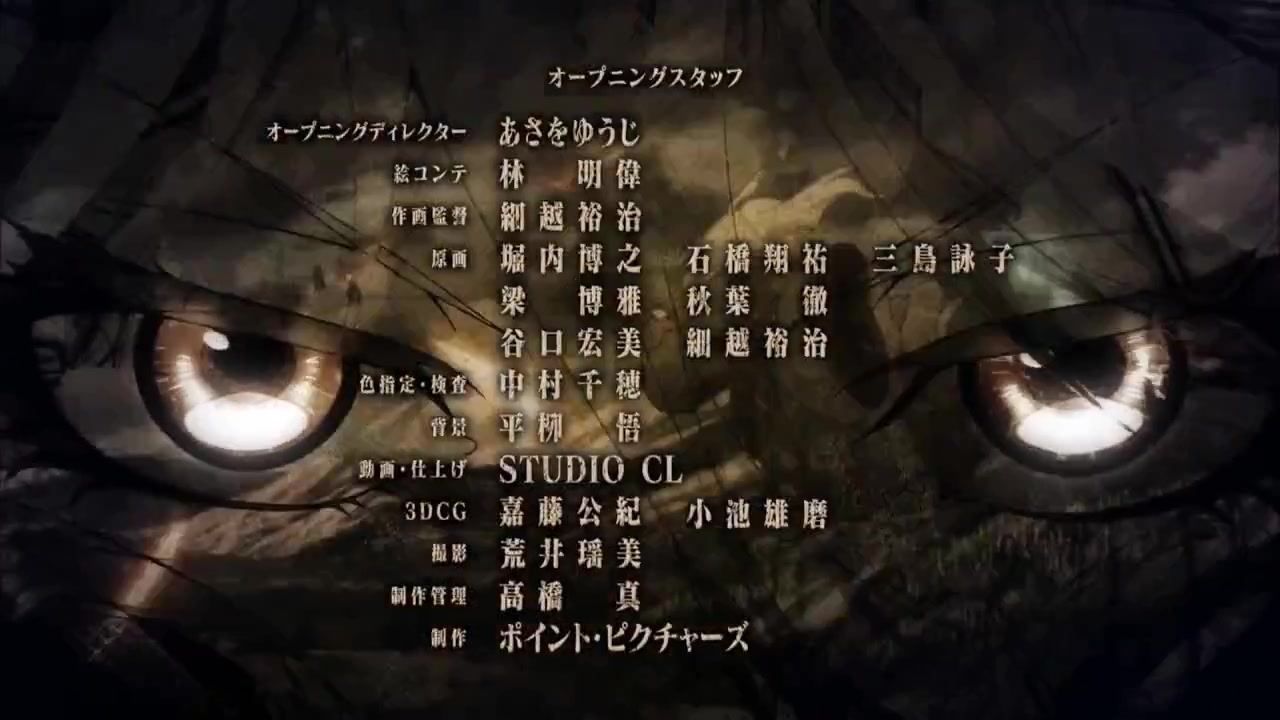 オープニングスタッフ
オープニングディレクター あさをゆうじ
絵コンテ 林 明偉
作画監督 細越裕治
原画 堀内博之 石橋翔祐 三島詠子
梁 博雅 秋葉 徹
谷口宏美 細越裕治
色指定・検査 中村千穂
背景 平栁 悟
動画・仕上げ STUDIO CL
3DCG 嘉藤公紀 小池雄磨
撮影 荒井瑶美
制作管理 高橋 真
制作 ポイント・ピクチャーズ